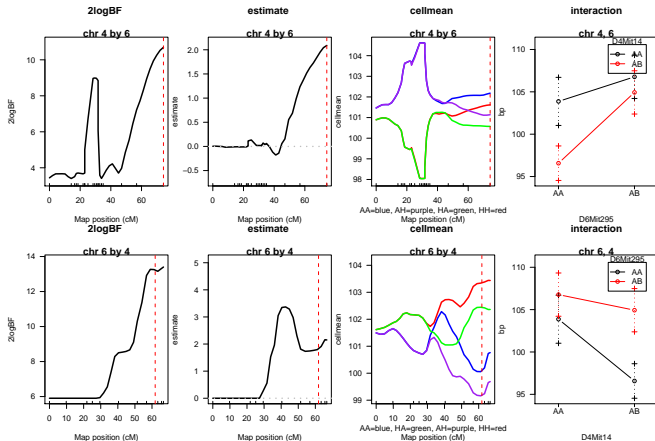 2logBF
chr 4 by 6
2logBF
10
8
6
4
0 10 20 30 40 50 60 70
Map position (cM)
estimate
chr 4 by 6
estimate
2.0
1.5
1.0
0.5
0.0
-0.5
0 10 20 30 40 50 60 70
Map position (cM)
cellmean
chr 4 by 6
cellmean
104
103
102
101
100
99
98
0 10 20 30 40 50 60 70
Map position (cM)
AA=blue, AH=purple, HA=green, HH=red
interaction
chr 4, 6
bp
110
105
100
95
D4Mit14
AA
AB
AA AB
D6Mit295
2logBF
chr 6 by 4
2logBF
14
12
10
8
6
0 10 20 30 40 50 60
Map position (cM)
estimate
chr 6 by 4
estimate
5
4
3
2
1
0
0 10 20 30 40 50 60
Map position (cM)
cellmean
chr 6 by 4
cellmean
105
104
103
102
101
100
99
0 10 20 30 40 50 60
Map position (cM)
AA=blue, HA=green, AH=purple, HH=red
interaction
chr 6, 4
bp
110
105
100
95
D6Mit295
AA
AB
AA AB
D4Mit14